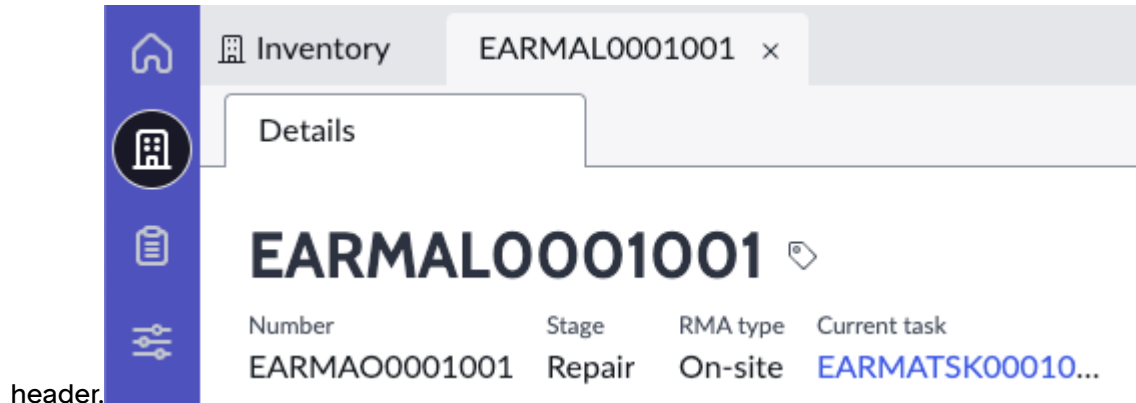 Inventory
EARMAL0001001 ×
Details
EARMAL0001001
Number Stage RMA type Current task
EARMAO0001001 Repair On-site EARMATSK00010...
header.